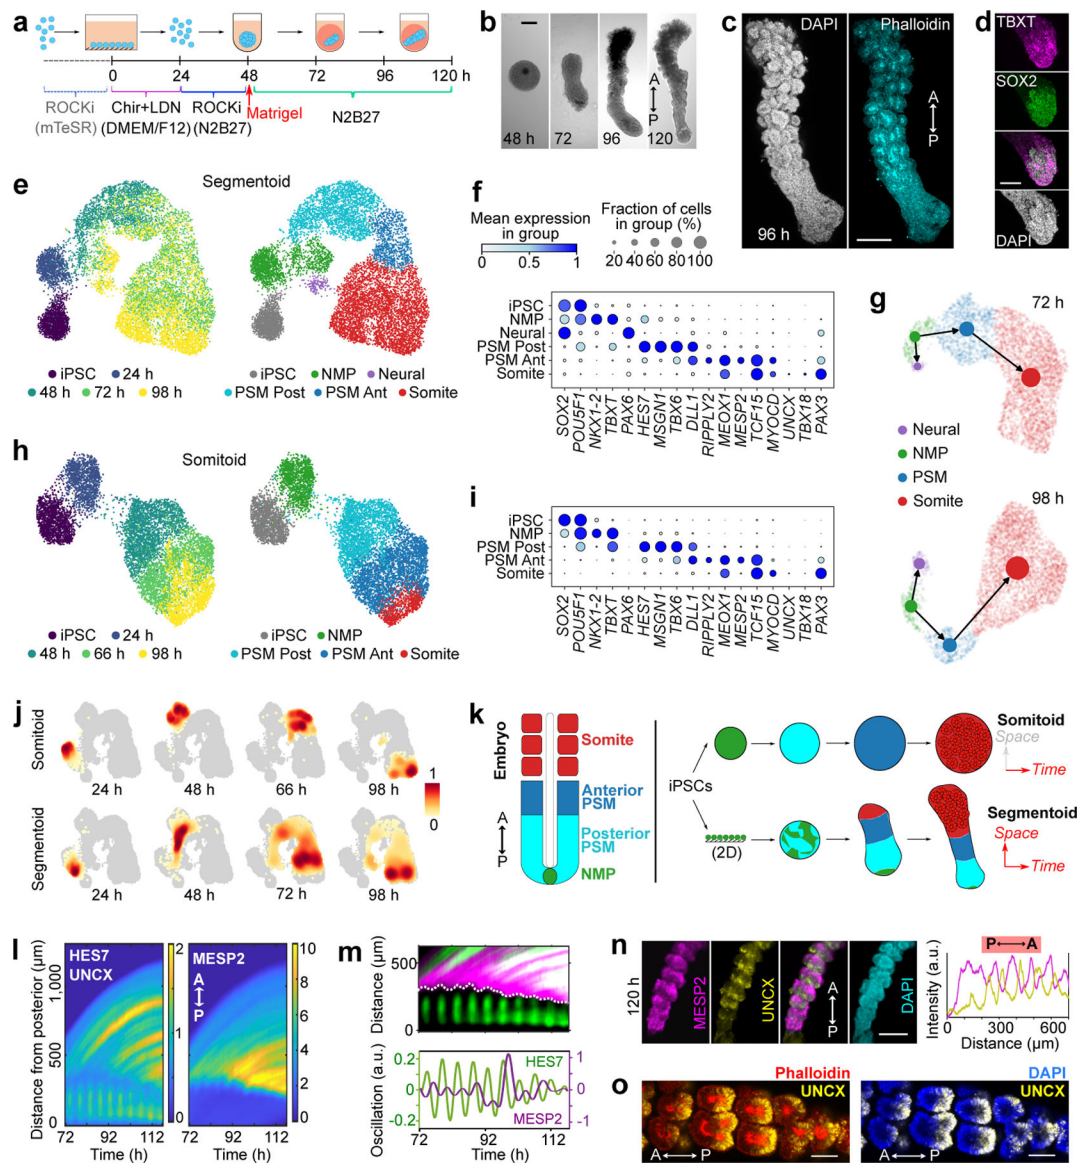 a
0
24
48
72
96
120 h
ROCKi
(mTeSR)
Chir+LDN
(DMEM/F12)
ROCKi
(N2B27)
Matrigel
N2B27
b
48 h
72
96
120
A
P
c
DAPI
Phalloidin
A
P
96 h
d
TBXT
SOX2
DAPI
e
Segmentoid
iPSC
24 h
48 h
72 h
98 h
iPSC
NMP
Neural
PSM Post
PSM Ant
Somite
f
Mean expression
in group
0
0.5
1
Fraction of cells
in group (%)
20 40 60 80 100
iPSC
NMP
Neural
PSM Post
PSM Ant
Somite
SOX2
POU5F1
NKX1-2
TBXT
PAX6
HES7
MSGN1
TBX6
DLL1
RIPPLY2
MEOX1
MESP2
TCF15
MYOCD
UNCX
TBX18
PAX3
g
72 h
Neural
NMP
PSM
Somite
98 h
h
Somitoid
iPSC
24 h
48 h
66 h
98 h
iPSC
NMP
PSM Post
PSM Ant
Somite
i
iPSC
NMP
PSM Post
PSM Ant
Somite
SOX2
POU5F1
NKX1-2
TBXT
PAX6
HES7
MSGN1
TBX6
DLL1
RIPPLY2
MEOX1
MESP2
TCF15
MYOCD
UNCX
TBX18
PAX3
j
Somitoid
24 h
48 h
66 h
98 h
1
0
Segmentoid
24 h
48 h
72 h
98 h
k
Embryo
A
P
Somite
Anterior
PSM
Posterior
PSM
NMP
iPSCs
(2D)
Somitoid
Space
Time
Segmentoid
Space
Time
l
Distance from posterior (µm)
1,000
500
0
HES7
UNCX
2
1
0
MESP2
A
P
10
8
6
4
2
0
72
96
112
Time (h)
72
96
112
Time (h)
m
Distance (µm)
500
0
Oscillation (a.u.)
0.2
0
-0.2
HES7
MESP2
1
0
-1
72
92
112
Time (h)
n
120 h
MESP2
UNCX
A
P
DAPI
P
A
Intensity (a.u.)
0
200
400
600
Distance
(µm)
o
Phalloidin
UNCX
A
P
DAPI
UNCX
A
P